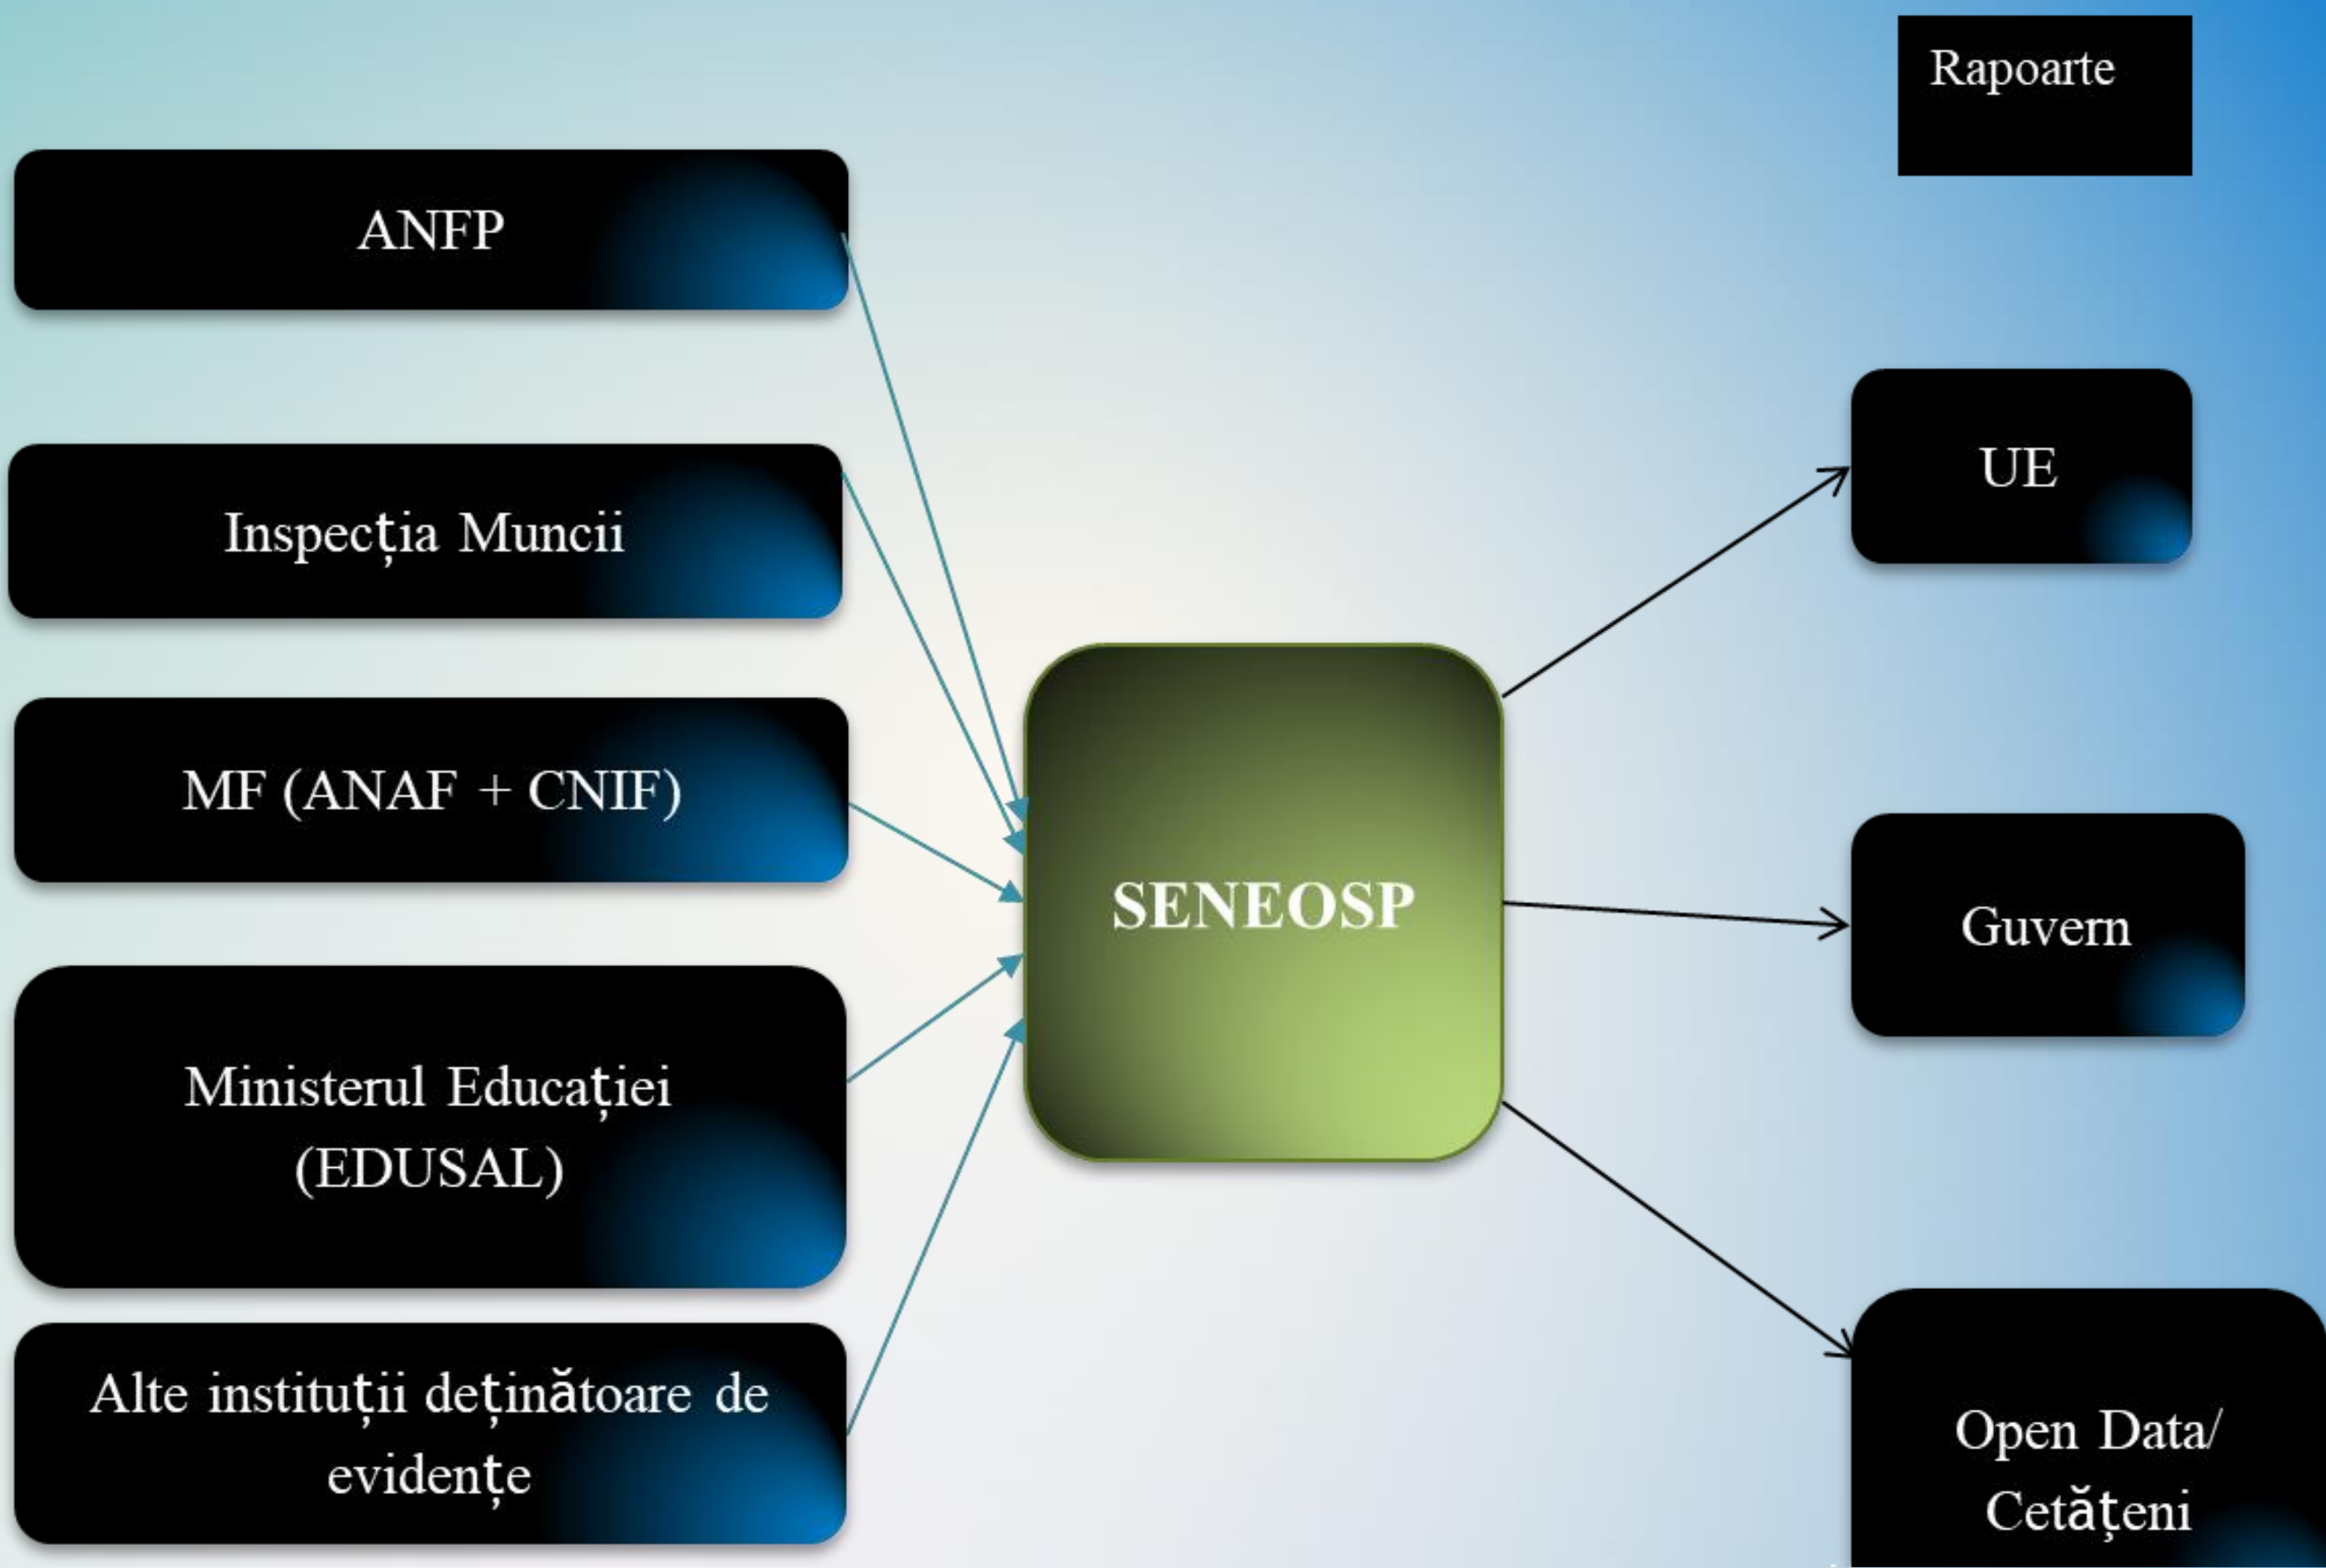 Rapoarte
ANFP
Inspecția Muncii
MF (ANAF + CNIF)
Ministerul Educației
(EDUSAL)
Alte instituții deținătoare de
evidențe
SENEOSP
UE
Guvern
Open Data/
Cetățeni